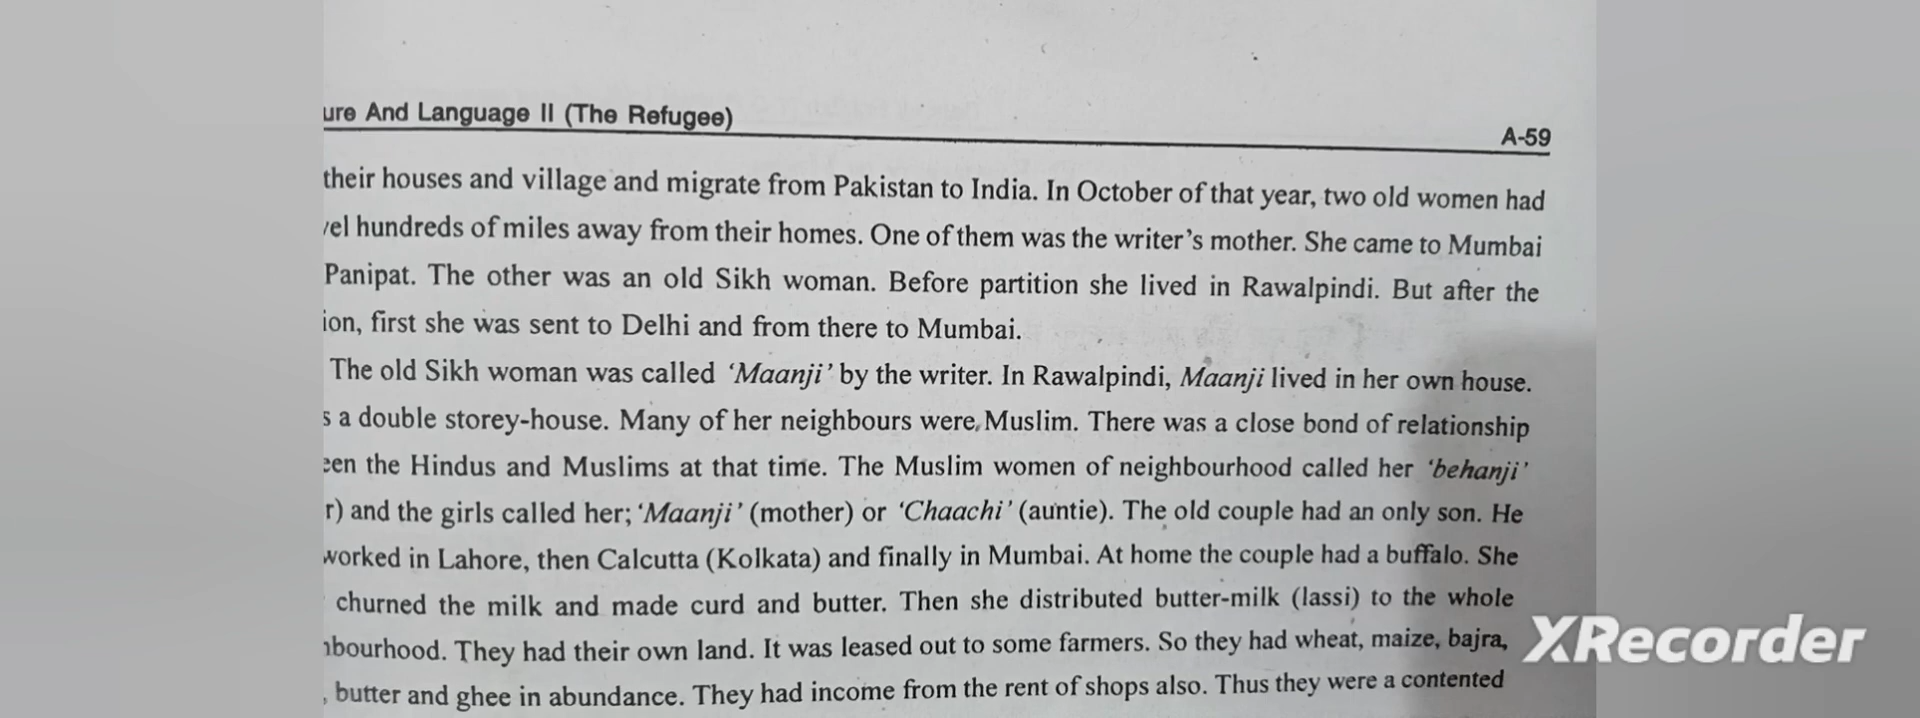 ure And Language II (The Refugee)
A-59
their houses and village and migrate from Pakistan to India. In October of that year, two old women had
vel hundreds of miles away from their homes. One of them was the writer's mother. She came to Mumbai
Panipat. The other was an old Sikh woman. Before partition she lived in Rawalpindi. But after the
ion, first she was sent to Delhi and from there to Mumbai.
The old Sikh woman was called 'Maanji' by the writer. In Rawalpindi, Maanji lived in her own house.
s a double storey-house. Many of her neighbours were Muslim. There was a close bond of relationship
een the Hindus and Muslims at that time. The Muslim women of neighbourhood called her 'behanji'
r) and the girls called her; 'Maanji' (mother) or 'Chaachi' (auntie). The old couple had an only son. He
worked in Lahore, then Calcutta (Kolkata) and finally in Mumbai. At home the couple had a buffalo. She
churned the milk and made curd and butter. Then she distributed butter-milk (lassi) to the whole
bourhood. They had their own land. It was leased out to some farmers. So they had wheat, maize, bajra,
, butter and ghee in abundance. They had income from the rent of shops also. Thus they were a contented
XRecorder